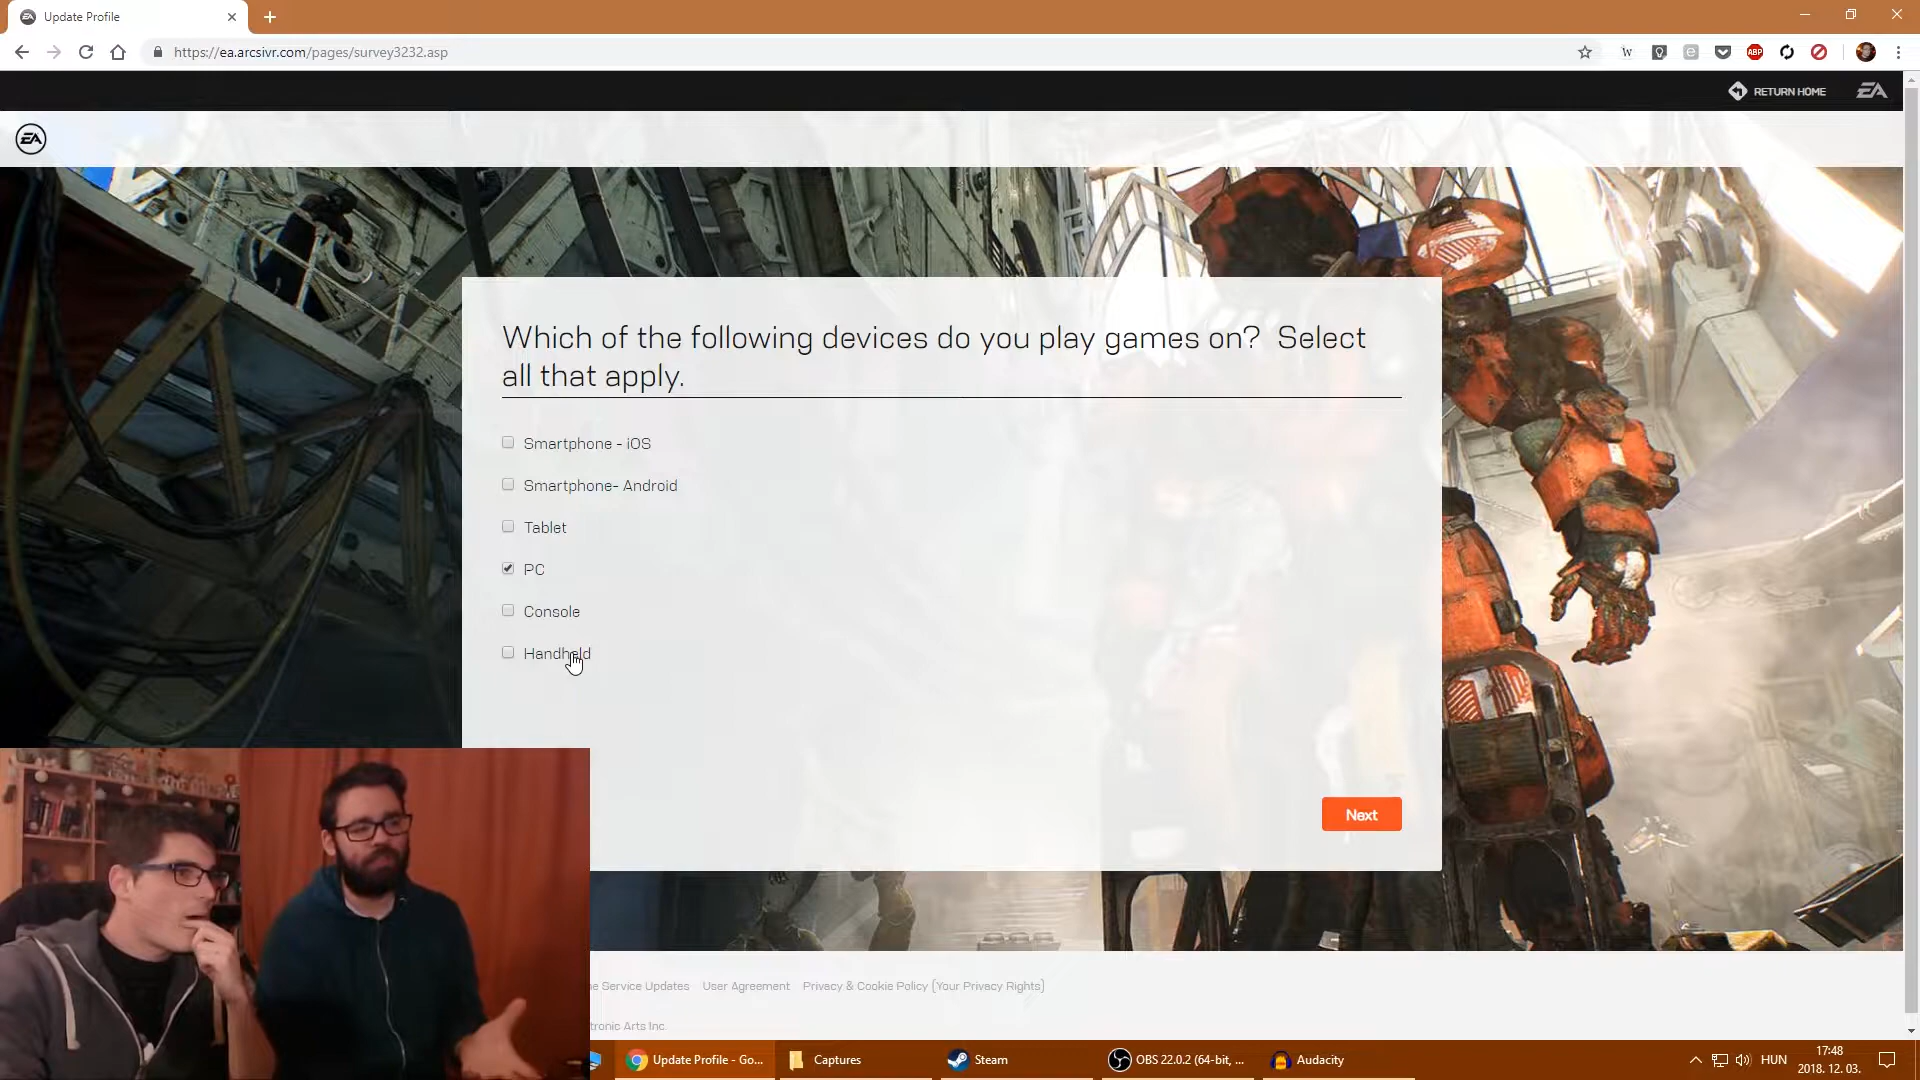 Update Profile
https://ea.arcsivr.com/pages/survey3232.asp
W
ABP
RETURN HOME
EA
EA
Which of the following devices do you play games on? Select
all that apply.
Smartphone - iOS
Smartphone- Android
Tablet
PC
Console
Handheld
Next
Service Updates User Agreement Privacy & Cookie Policy (Your Privacy Rights)
Arts Inc.
Update Profile - Go...
Captures
Steam
OBS 22.0.2 (64-bit, ...
Audacity
HUN
17:48
2018. 12. 03.